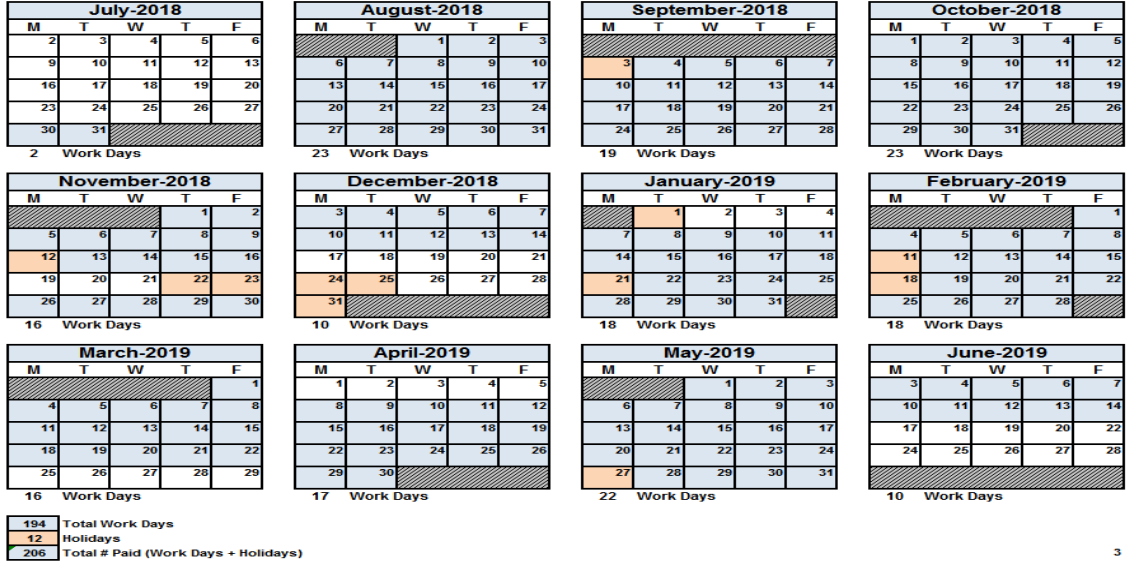 July-2018 August-2018 September-2018 October-2018
M T W T F M T W T F M T W T F M T W T F
2 3 4 5 6 1 2 3 1 2 3 4 5
9 10 11 12 13 6 7 8 9 10 3 4 5 6 7 8 9 10 11 12
16 17 18 19 20 13 14 15 16 17 10 11 12 13 14 15 16 17 18 19
23 24 25 26 27 20 21 22 23 24 17 18 19 20 21 22 23 24 25 26
30 31 27 28 29 30 31 24 25 26 27 28 29 30 31
2 Work Days 23 Work Days 19 Work Days 23 Work Days
November-2018 December-2018 January-2019 February-2019
M T W T F M T W T F M T W T F M T W T F
1 2 3 4 5 6 7 1 2 3 4 1
5 6 7 8 9 10 11 12 13 14 7 8 9 10 11 4 5 6 7 8
12 13 14 15 16 17 18 19 20 21 14 15 16 17 18 11 12 13 14 15
19 20 21 22 23 24 25 26 27 28 21 22 23 24 25 18 19 20 21 22
26 27 28 29 30 31 28 29 30 31 25 26 27 28
16 Work Days 10 Work Days 18 Work Days 18 Work Days
March-2019 April-2019 May-2019 June-2019
M T W T F M T W T F M T W T F M T W T F
1 1 2 3 4 5 1 2 3 3 4 5 6 7
4 5 6 7 8 8 9 10 11 12 6 7 8 9 10 10 11 12 13 14
11 12 13 14 15 15 16 17 18 19 13 14 15 16 17 17 18 19 20 22
18 19 20 21 22 22 23 24 25 26 20 21 22 23 24 24 25 26 27 28
25 26 27 28 29 29 30 27 28 29 30 31
16 Work Days 17 Work Days 22 Work Days 10 Work Days
194 Total Work Days
12 Holidays
206 Total # Paid (Work Days + Holidays)
3